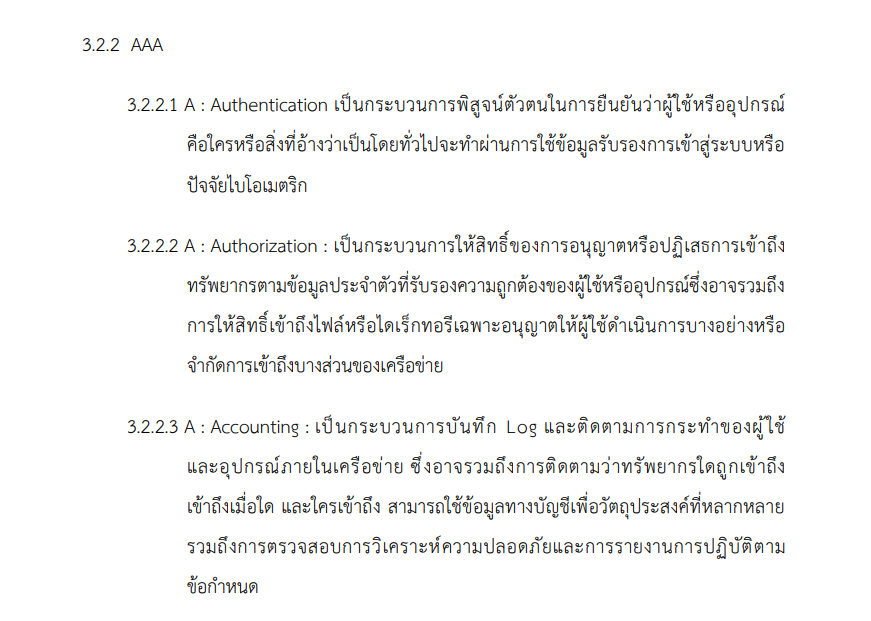 3.2.2 AAA
3.2.2.1 A : Authentication เป็นกระบวนการพิสูจน์ตัวตนในการยืนยันว่าผู้ใช้หรืออุปกรณ์
คือใครหรือสิ่งที่อ้างว่าเป็นโดยทั่วไปจะทำผ่านการใช้ข้อมูลรับรองการเข้าสู่ระบบหรือ
ปัจจัยไบโอเมตริก
3.2.2.2 A : Authorization : เป็นกระบวนการให้สิทธิ์ของการอนุญาตหรือปฏิเสธการเข้าถึง
ทรัพยากรตามข้อมูลประจำตัวที่รับรองความถูกต้องของผู้ใช้หรืออุปกรณ์ซึ่งอาจรวมถึง
การให้สิทธิ์เข้าถึงไฟล์หรือไดเร็กทอรีเฉพาะอนุญาตให้ผู้ใช้ดำเนินการบางอย่างหรือ
จำกัดการเข้าถึงบางส่วนของเครือข่าย
3.2.2.3 A : Accounting : เป็นกระบวนการบันทึก Log และติดตามการกระทำของผู้ใช้
และอุปกรณ์ภายในเครือข่าย ซึ่งอาจรวมถึงการติดตามว่าทรัพยากรใดถูกเข้าถึง
เข้าถึงเมื่อใด และใครเข้าถึง สามารถใช้ข้อมูลทางบัญชีเพื่อวัตถุประสงค์ที่หลากหลาย
รวมถึงการตรวจสอบการวิเคราะห์ความปลอดภัยและการรายงานการปฏิบัติตาม
ข้อกำหนด